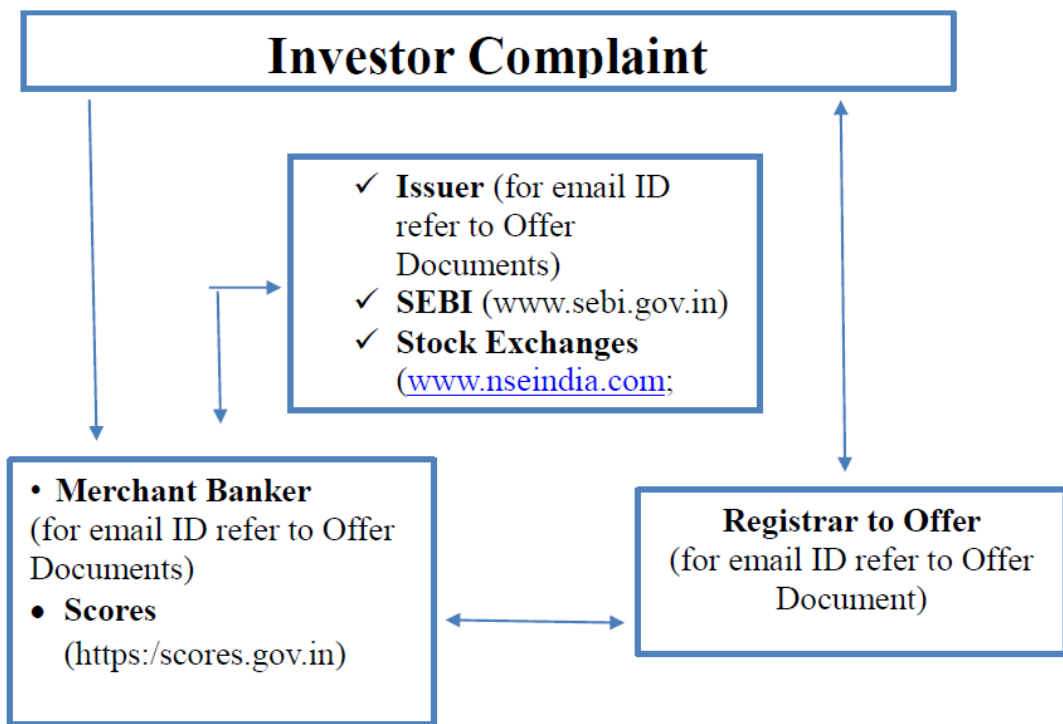 Investor Complaint
✓ Issuer (for email ID
refer to Offer
Documents)
✓ SEBI (www.sebi.gov.in)
✓ Stock Exchanges
(www.nseindia.com;
• Merchant Banker
(for email ID refer to Offer
Documents)
• Scores
(https:/scores.gov.in)
Registrar to Offer
(for email ID refer to Offer
Document)